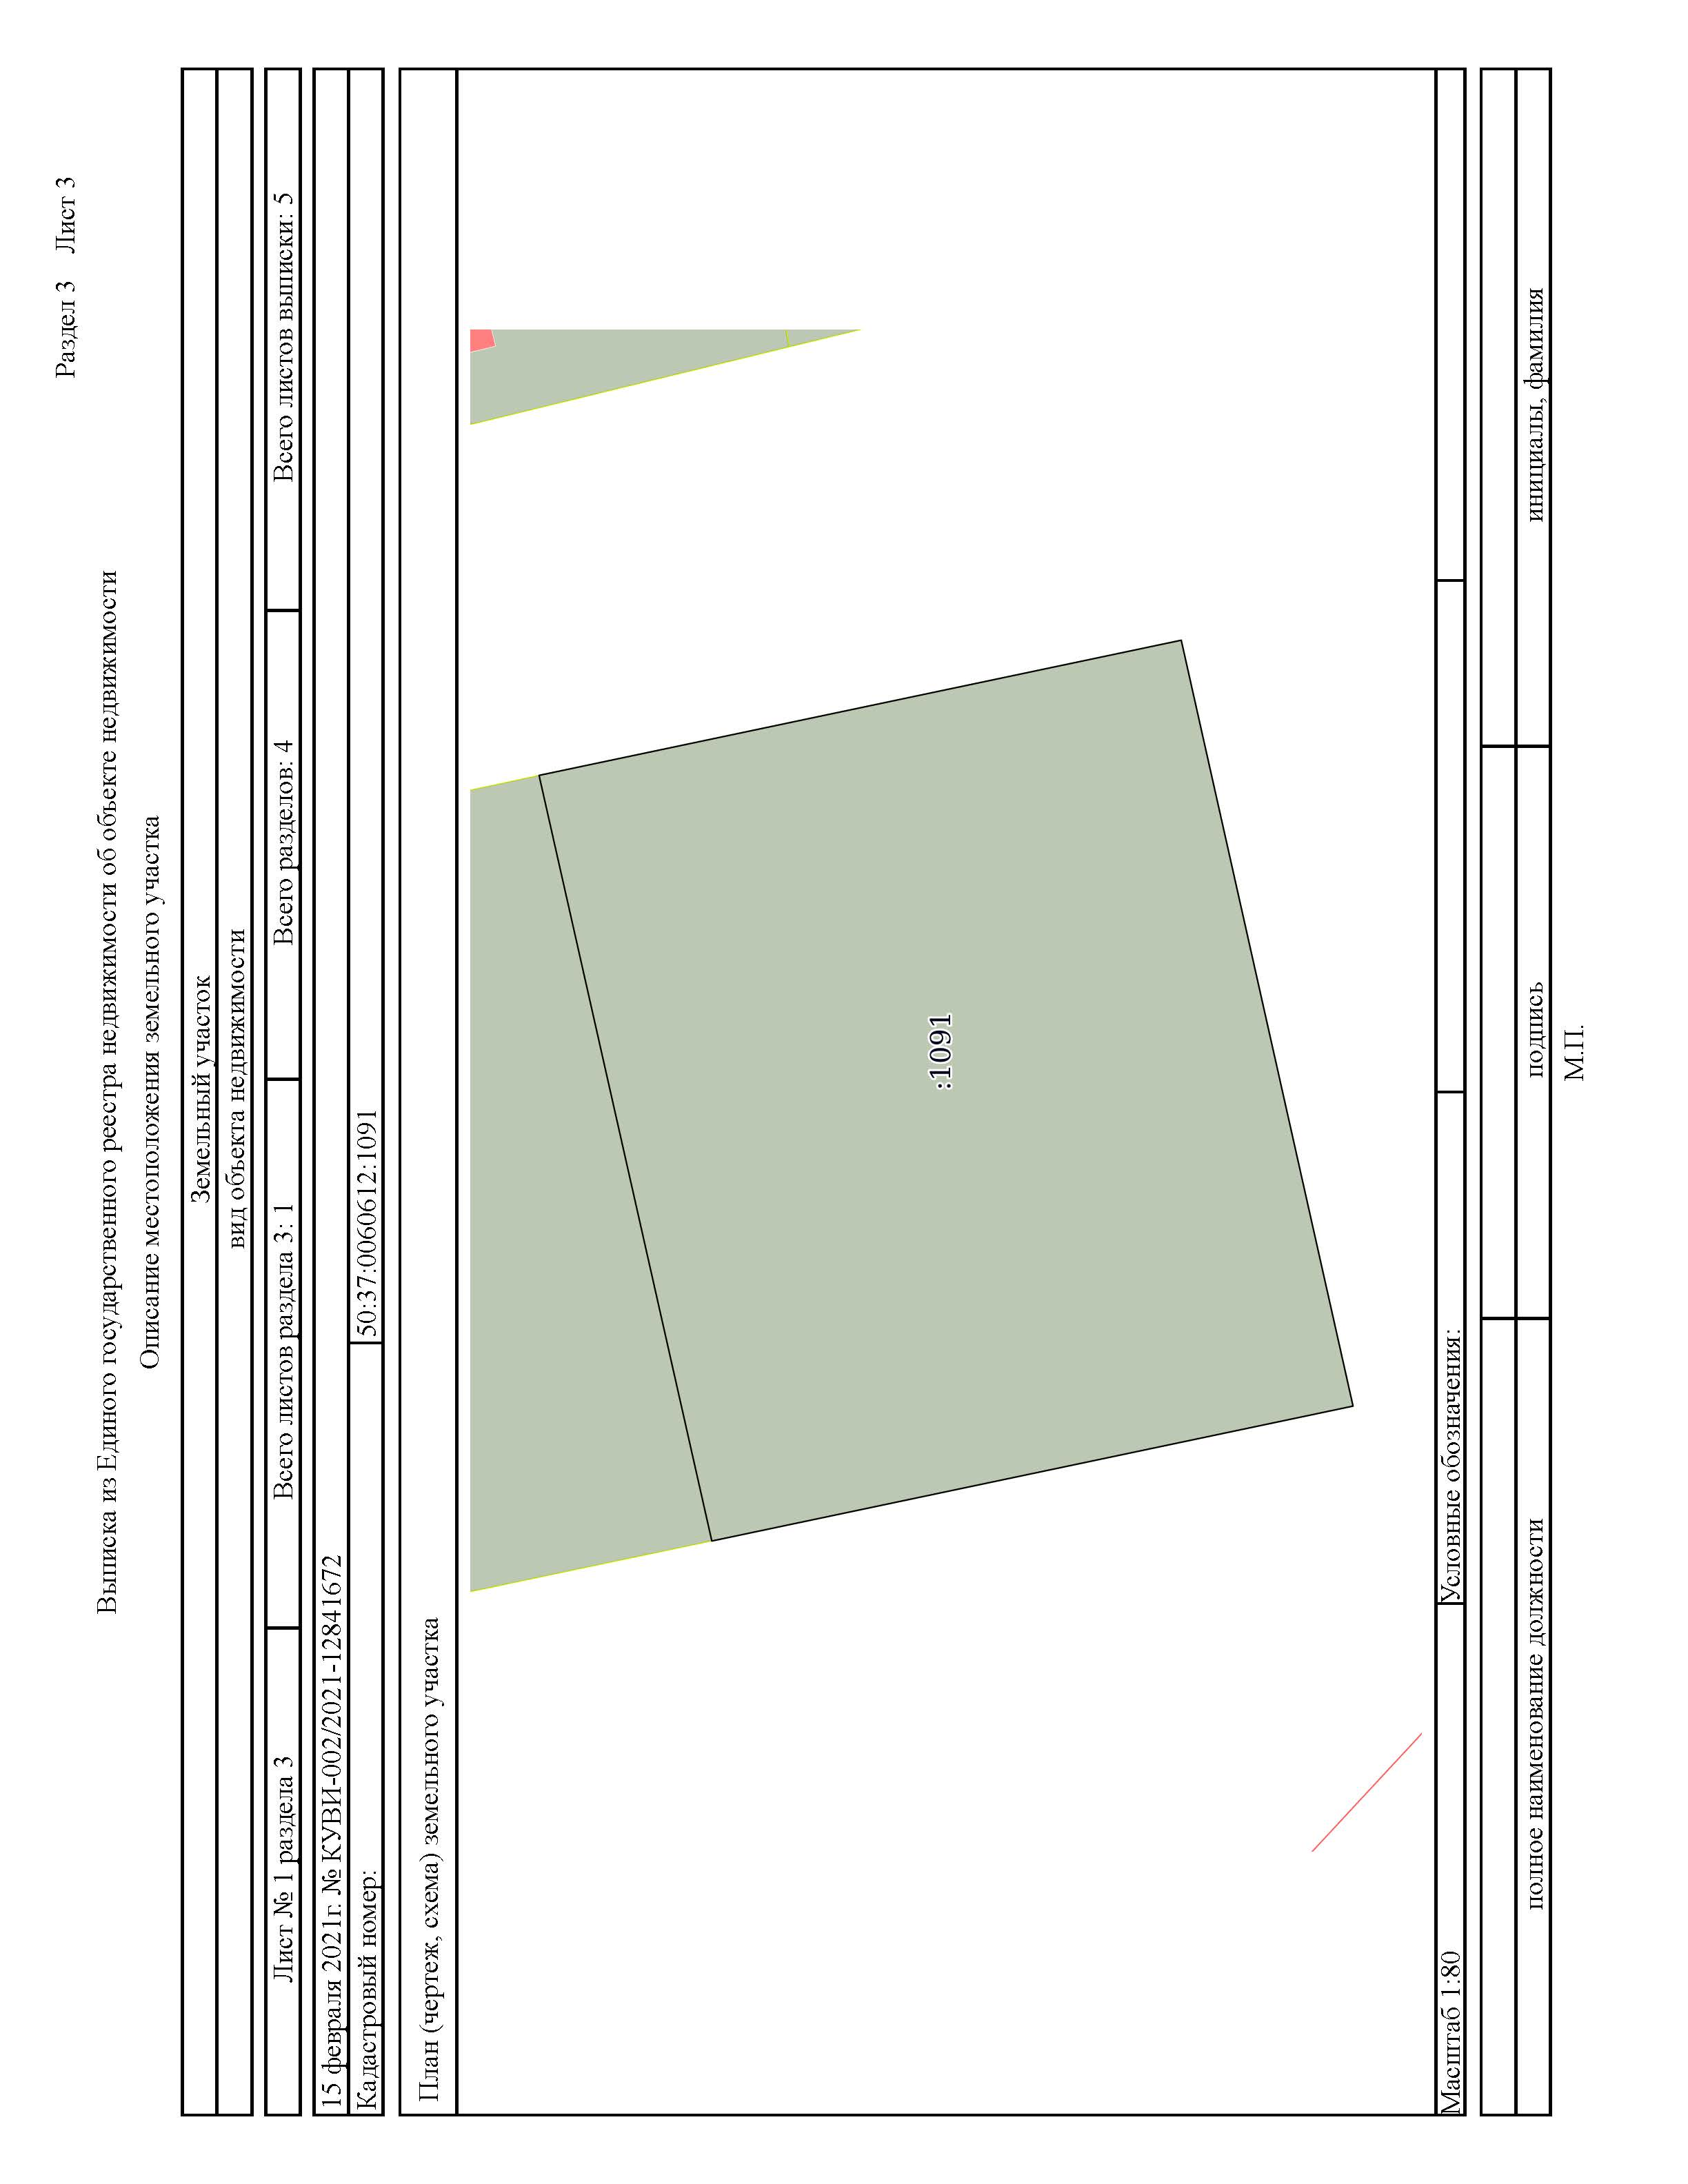 Раздел 3 Лист 3
Выписка из Единого государственного реестра недвижимости об объекте недвижимости
Описание местоположения земельного участка
Земельный участок
вид объекта недвижимости
Лист № 1 раздела 3 Всего листов раздела 3: 1 Всего разделов: 4 Всего листов выписки: 5
15 февраля 2021г. № КУВИ-002/2021-12841672
Кадастровый номер: 50:37:0060612:1091
План (чертеж, схема) земельного участка
:1091
Масштаб 1:80 Условные обозначения:
полное наименование должности подпись инициалы, фамилия
М.П.